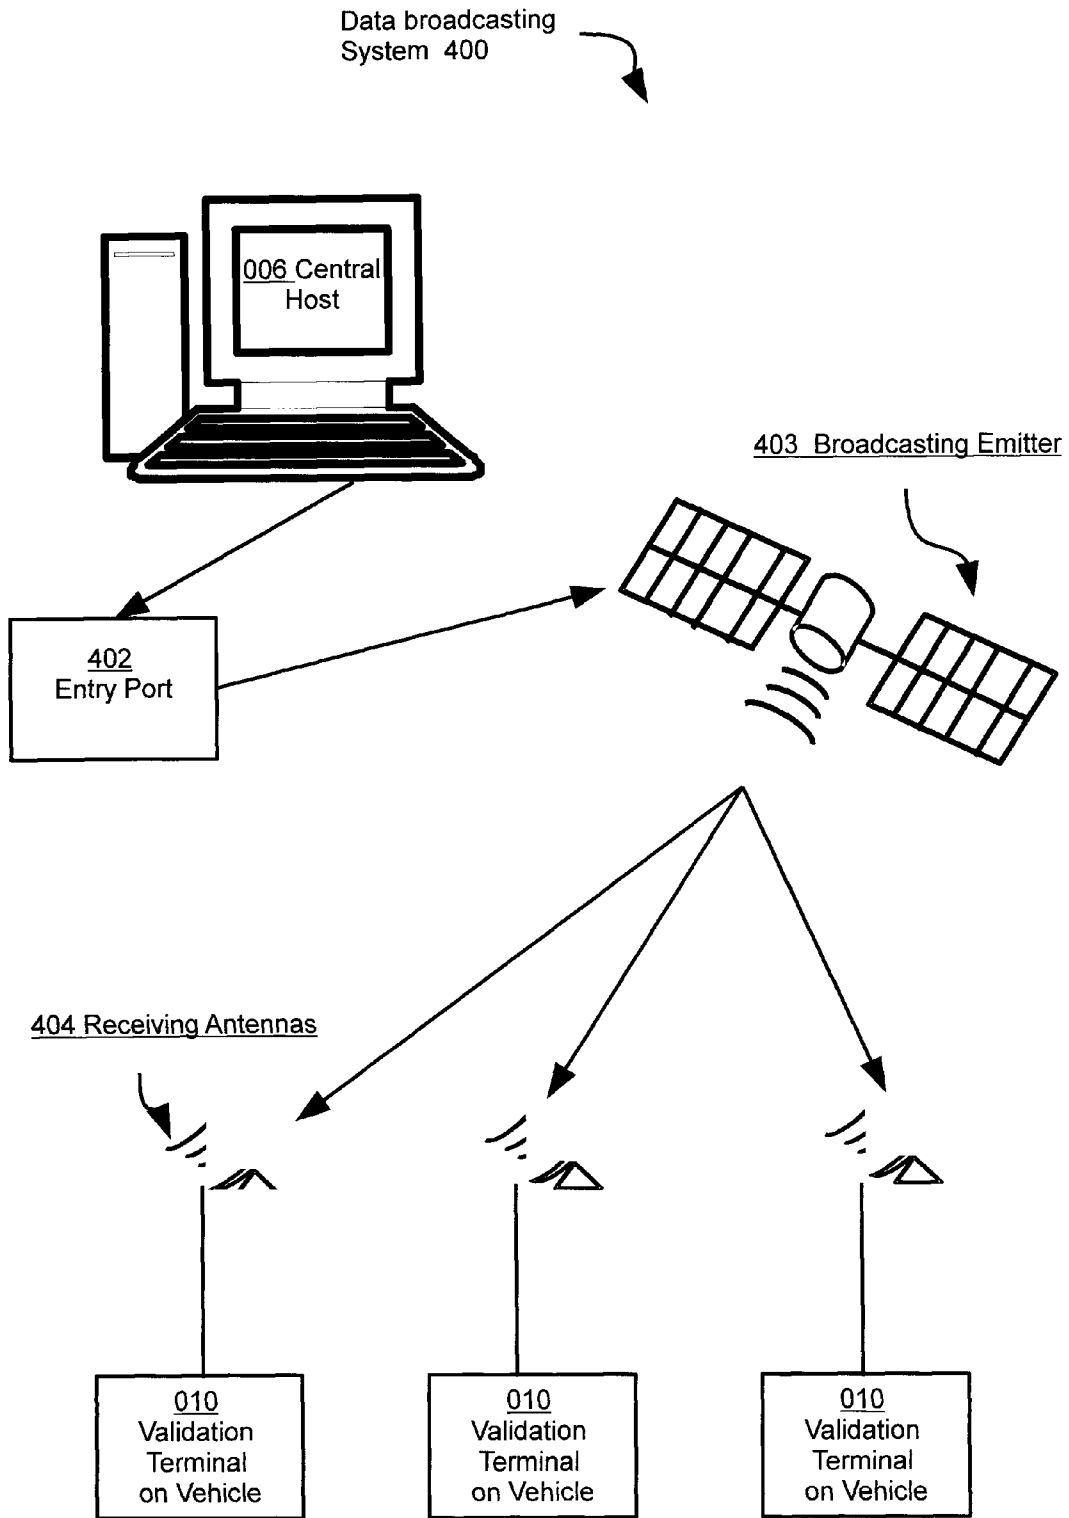 Data broadcasting
System 400
006 Central
Host
403 Broadcasting Emitter
402
Entry Port
404 Receiving Antennas
010
Validation
Terminal
on Vehicle
010
Validation
Terminal
on Vehicle
010
Validation
Terminal
on Vehicle